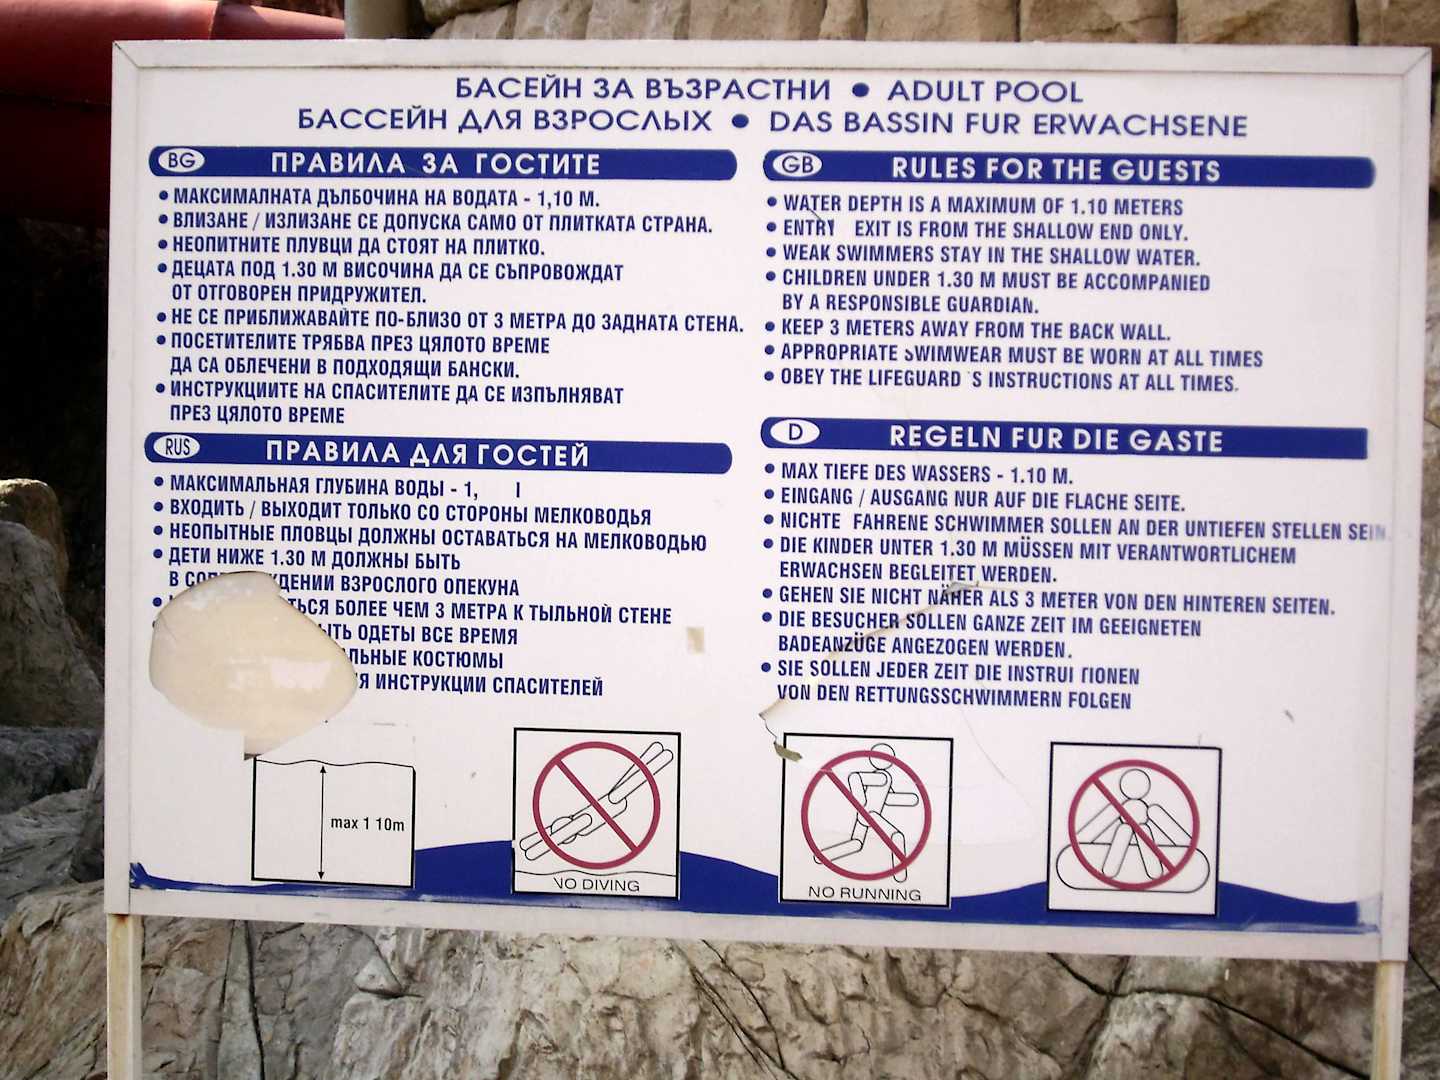 БАСЕЙН ЗА ВЪЗРАСТНИ • ADULT POOL
БАССЕЙН ДЛЯ ВЗРОСЛЫХ • DAS BASSIN FUR ERWACHSENE
BG ПРАВИЛА ЗА ГОСТИТЕ
• МАКСИМАЛНАТА ДЪЛБОЧИНА НА ВОДАТА - 1,10 М.
• ВЛИЗАНЕ / ИЗЛИЗАНЕ СЕ ДОПУСКА САМО ОТ ПЛИТКАТА СТРАНА.
• НЕОПИТНИТЕ ПЛУВЦИ ДА СТОЯТ НА ПЛИТКО.
• ДЕЦАТА ПОД 1.30 М ВИСОЧИНА ДА СЕ СЪПРОВОЖДАТ
ОТ ОТГОВОРЕН ПРИДРУЖИТЕЛ.
• НЕ СЕ ПРИБЛИЖАВАЙТЕ ПО-БЛИЗО ОТ 3 МЕТРА ДО ЗАДНАТА СТЕНА.
• ПОСЕТИТЕЛИТЕ ТРЯБВА ПРЕЗ ЦЯЛОТО ВРЕМЕ
ДА СА ОБЛЕЧЕНИ В ПОДХОДЯЩИ БАНСКИ.
• ИНСТРУКЦИИТЕ НА СПАСИТЕЛИТЕ ДА СЕ ИЗПЪЛНЯВАТ
ПРЕЗ ЦЯЛОТО ВРЕМЕ
GB RULES FOR THE GUESTS
• WATER DEPTH IS A MAXIMUM OF 1.10 METERS
• ENTRY EXIT IS FROM THE SHALLOW END ONLY.
• WEAK SWIMMERS STAY IN THE SHALLOW WATER.
• CHILDREN UNDER 1.30 M MUST BE ACCOMPANIED
BY A RESPONSIBLE GUARDIAN.
• KEEP 3 METERS AWAY FROM THE BACK WALL.
• APPROPRIATE SWIMWEAR MUST BE WORN AT ALL TIMES
• OBEY THE LIFEGUARD 'S INSTRUCTIONS AT ALL TIMES.
RUS ПРАВИЛА ДЛЯ ГОСТЕЙ
• МАКСИМАЛЬНАЯ ГЛУБИНА ВОДЫ - 1,
• ВХОДИТЬ / ВЫХОДИТ ТОЛЬКО СО СТОРОНЫ МЕЛКОВОДЬЯ
• НЕОПЫТНЫЕ ПЛОВЦЫ ДОЛЖНЫ ОСТАВАТЬСЯ НА МЕЛКОВОДЬЮ
• ДЕТИ НИЖЕ 1.30 М ДОЛЖНЫ БЫТЬ
В ВЗРОСЛОГО ОПЕКУНА
• БОЛЕЕ ЧЕМ 3 МЕТРА К ТЫЛЬНОЙ СТЕНЕ
ОДЕТЫ ВСЕ ВРЕМЯ
КОСТЮМЫ
ИНСТРУКЦИИ СПАСИТЕЛЕЙ
D REGELN FUR DIE GASTE
• MAX TIEFE DES WASSERS - 1.10 M.
• EINGANG / AUSGANG NUR AUF DIE FLACHE SEITE.
• NICHTE FAHRENE SCHWIMMER SOLLEN AN DER UNTIEFEN STELLEN SEIN.
• DIE KINDER UNTER 1.30 M MÜSSEN MIT VERANTWORTLICHEM
ERWACHSEN BEGLEITET WERDEN.
• GEHEN SIE NICHT NÄHER ALS 3 METER VON DEN HINTEREN SEITEN.
• DIE BESUCHER SOLLEN GANZE ZEIT IM GEEIGNETEN
BADEANZÜGE ANGEZOGEN WERDEN.
• SIE SOLLEN JEDER ZEIT DIE
VON DEN RETTUNGSSCHWIMMERN FOLGEN
max 1 10m
NO DIVING
NO RUNNING